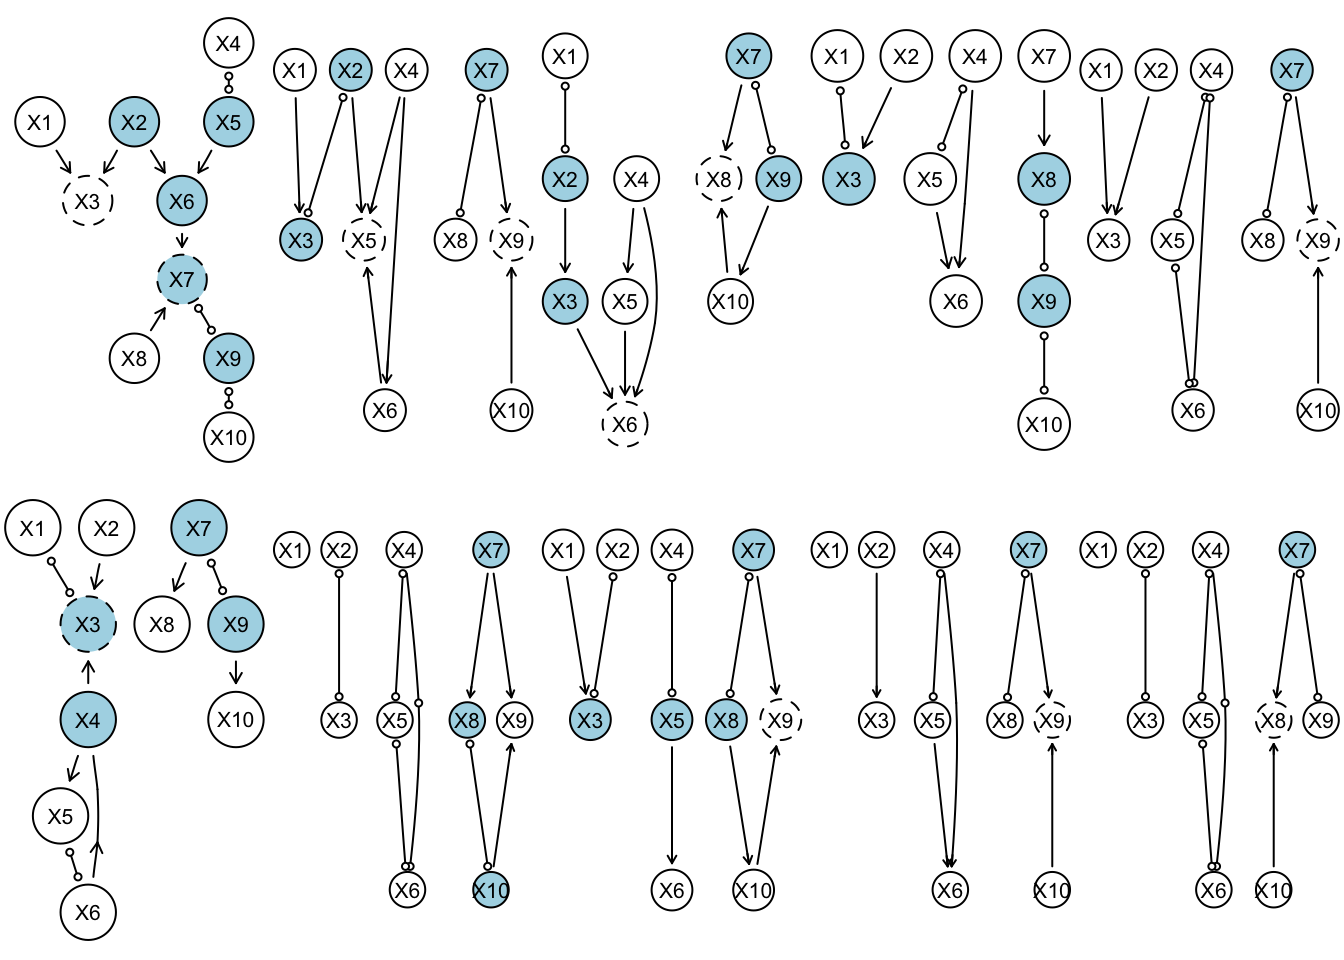 X4
X1 X2 X5
X3 X6
X7
X8 X9
X10
X1 X2 X4 X7
X3 X5 X8 X9
X6 X10
X1
X2 X4
X3 X5
X6
X7
X8 X9
X10
X1 X2 X4 X7
X3 X5 X8
X6 X9
X10
X1 X2 X4 X7
X3 X5 X8 X9
X6 X10
X1 X2 X7
X3 X8 X9
X4 X10
X5
X6
X1 X2 X4 X7
X3 X5 X8 X9
X6 X10
X1 X2 X4 X7
X3 X5 X8 X9
X6 X10
X1 X2 X4 X7
X3 X5 X8 X9
X6 X10
X1 X2 X4 X7
X3 X5 X8 X9
X6 X10